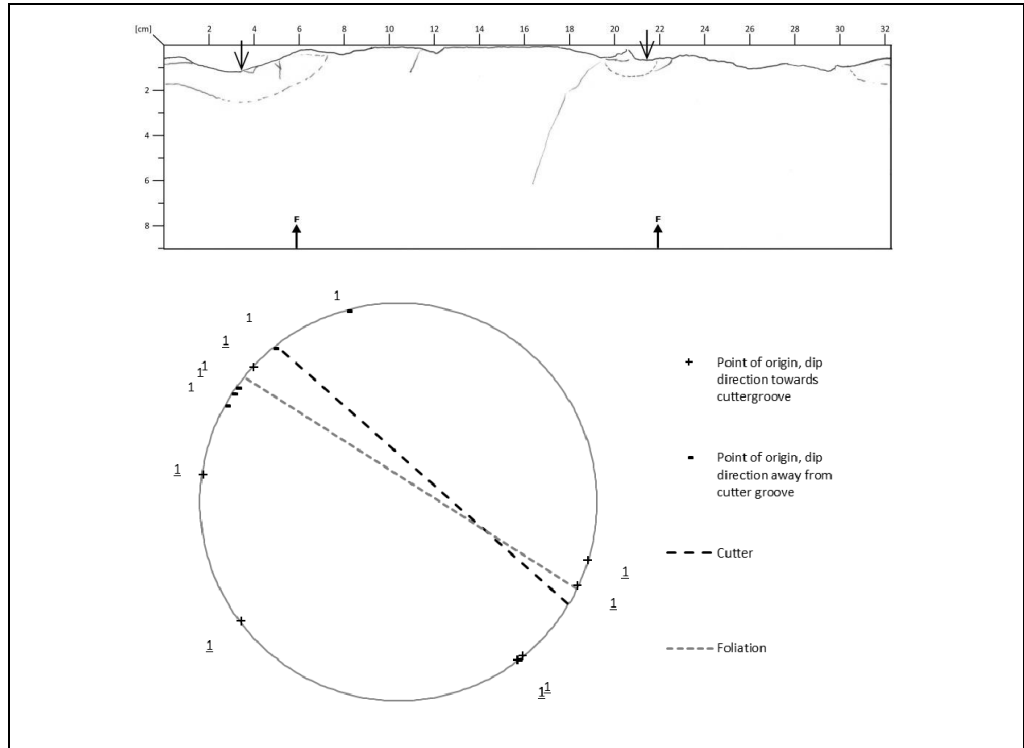 [cm] 2 4 6 8 10 12 14 16 18 20 22 24 26 28 30 32
2
4
6
8
F F
1
1
1
1
1
1
1
1
1
1
1
1
+ Point of origin, dip
direction towards
cuttergroove
- Point of origin, dip
direction away from
cutter groove
Cutter
Foliation